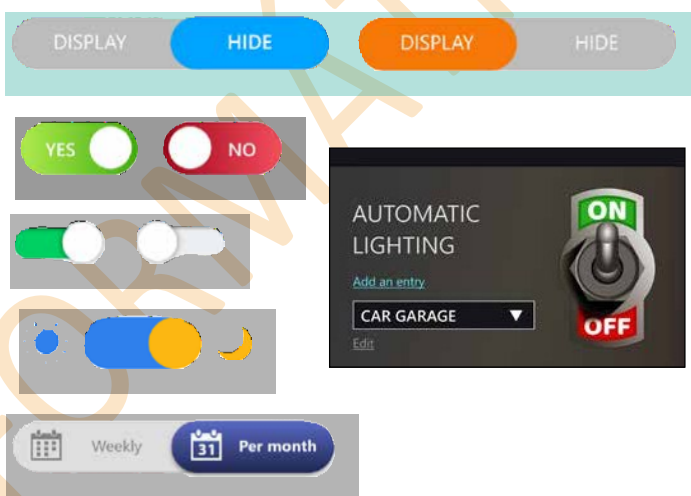 DISPLAY HIDE DISPLAY HIDE
YES NO
AUTOMATIC
LIGHTING
ON
Add an entry
CAR GARAGE
OFF
Edit
Weekly 31 Per month